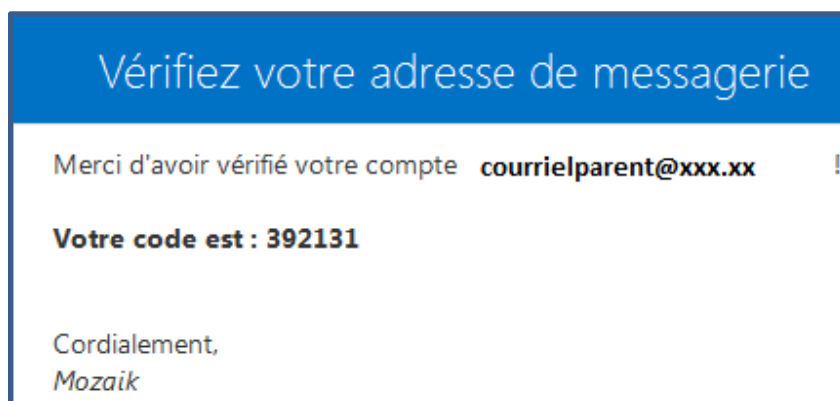 Vérifiez votre adresse de messagerie
Merci d'avoir vérifié votre compte courrielparent@xxx.xx !
Votre code est : 392131
Cordialement,
Mozaik